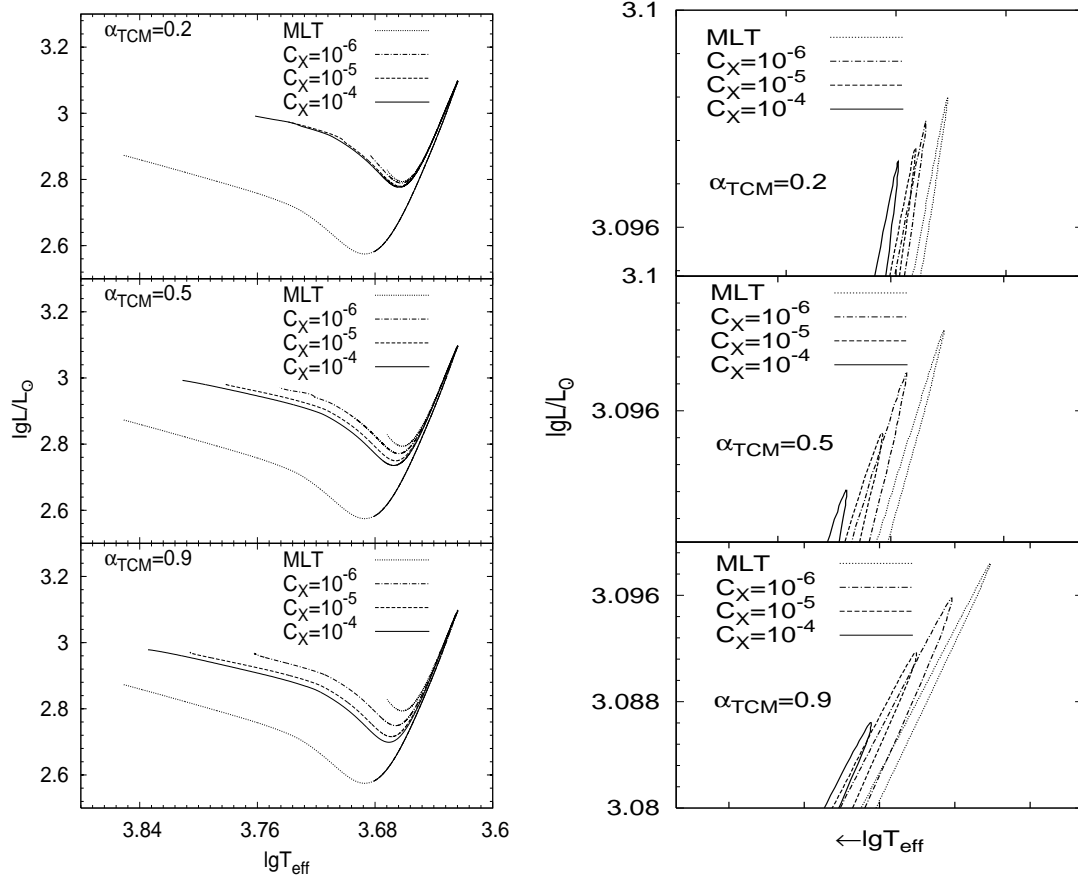 α_TCM=0.2
MLT
C_X=10^-6
C_X=10^-5
C_X=10^-4
3.2
3
2.8
2.6
α_TCM=0.5
MLT
C_X=10^-6
C_X=10^-5
C_X=10^-4
3.2
3
2.8
2.6
lgL/L⊙
α_TCM=0.9
MLT
C_X=10^-6
C_X=10^-5
C_X=10^-4
3.2
3
2.8
2.6
3.84
3.76
3.68
3.6
lgT_eff
3.1
MLT
C_X=10^-6
C_X=10^-5
C_X=10^-4
α_TCM=0.2
3.096
3.1
MLT
C_X=10^-6
C_X=10^-5
C_X=10^-4
3.096
α_TCM=0.5
lgL/L⊙
MLT
C_X=10^-6
C_X=10^-5
C_X=10^-4
3.096
3.088
α_TCM=0.9
3.08
←lgT_eff